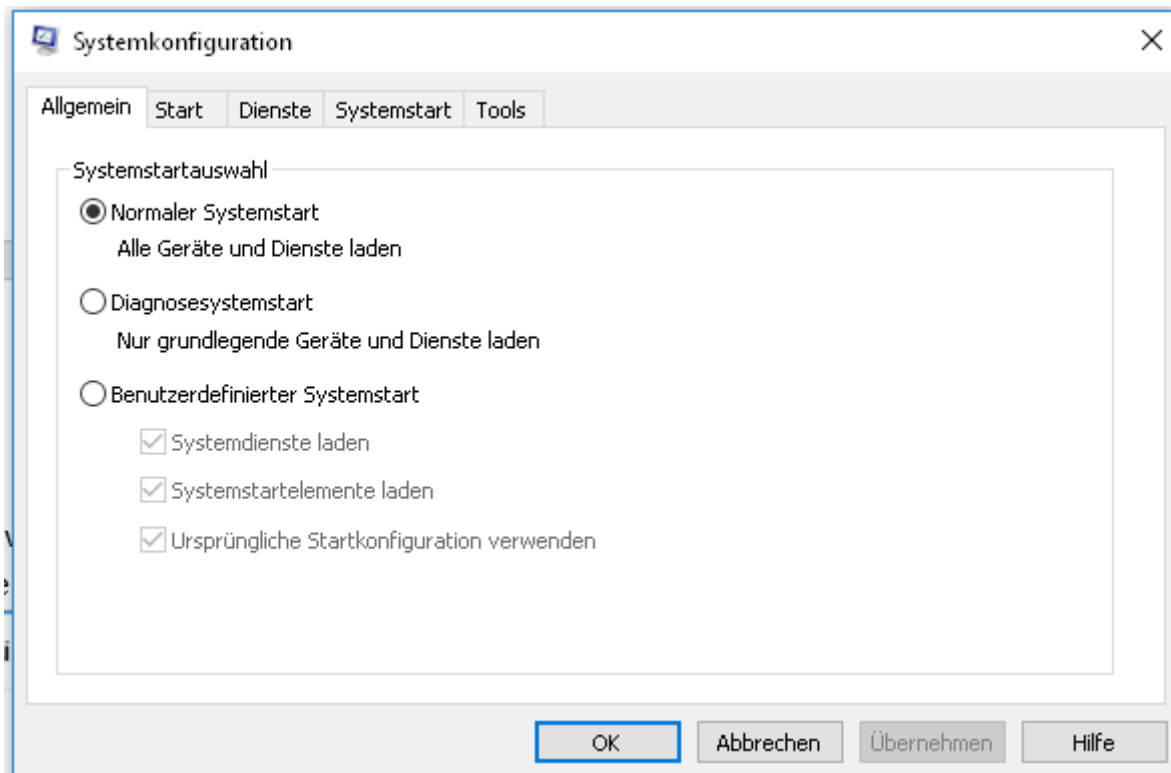 Systemkonfiguration
Allgemein Start Dienste Systemstart Tools
Systemstartauswahl
Normaler Systemstart
Alle Geräte und Dienste laden
Diagnosesystemstart
Nur grundlegende Geräte und Dienste laden
Benutzerdefinierter Systemstart
Systemdienste laden
Systemstartelemente laden
Ursprüngliche Startkonfiguration verwenden
OK Abbrechen Übernehmen Hilfe